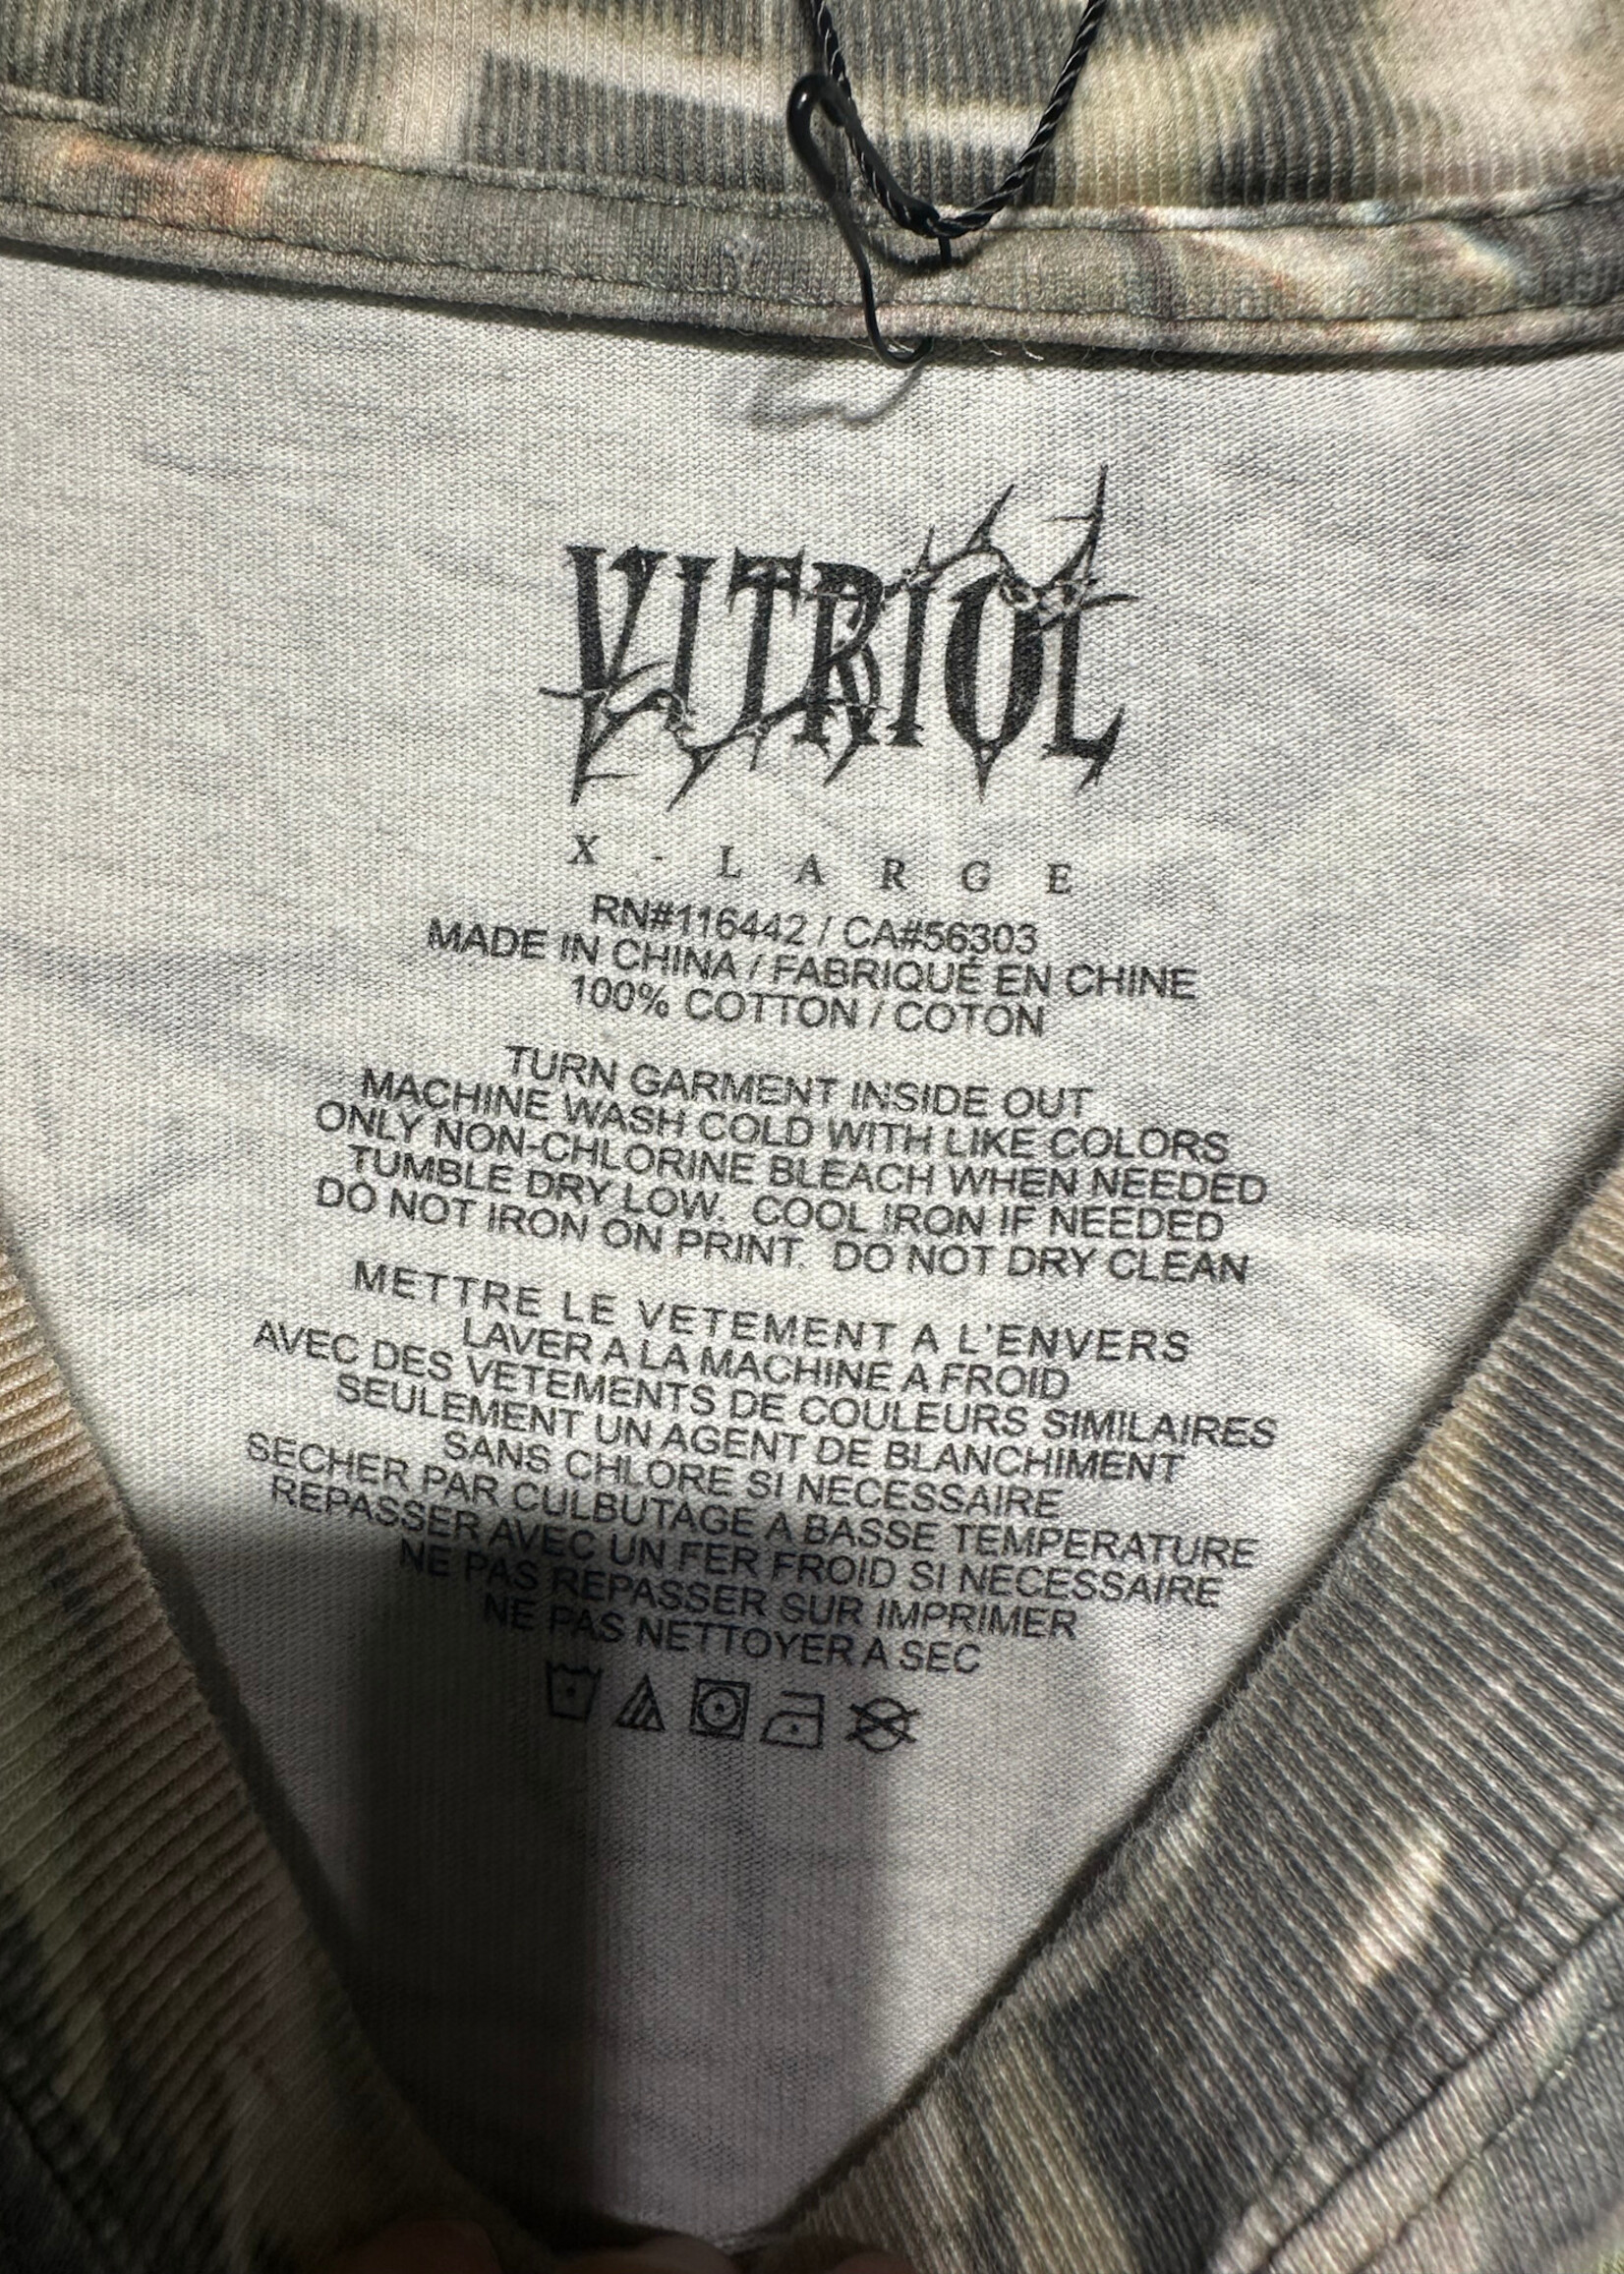 VITRIOL
X-LARGE
RN#116442 / CA#56303
MADE IN CHINA / FABRIQUÉ EN CHINE
100% COTTON / COTON
TURN GARMENT INSIDE OUT
MACHINE WASH COLD WITH LIKE COLORS
ONLY NON-CHLORINE BLEACH WHEN NEEDED
TUMBLE DRY LOW. COOL IRON IF NEEDED
DO NOT IRON ON PRINT. DO NOT DRY CLEAN
METTRE LE VETEMENT A L'ENVERS
LAVER A LA MACHINE A FROID
AVEC DES VETEMENTS DE COULEURS SIMILAIRES
SEULEMENT UN AGENT DE BLANCHIMENT
SANS CHLORE SI NECESSAIRE
SECHER PAR CULBUTAGE A BASSE TEMPERATURE
REPASSER AVEC UN FER FROID SI NECESSAIRE
NE PAS REPASSER SUR IMPRIMER
NE PAS NETTOYER A SEC